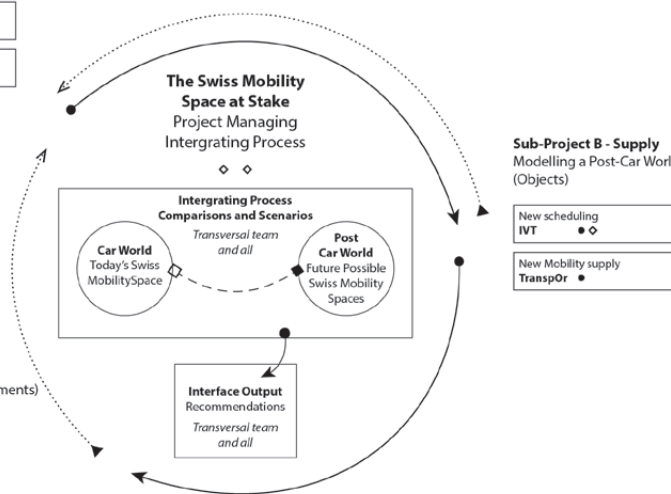 The Swiss Mobility
Space at Stake
Project Managing
Intergrating Process
Intergrating Process
Comparisons and Scenarios
Transversal team
and all
Car World
Today's Swiss
MobilitySpace
Post
Car World
Future Possible
Swiss Mobility
Spaces
Interface Output
Recommendations
Transversal team
and all
Sub-Project B - Supply
Modelling a Post-Car Worl
(Objects)
New scheduling
IVT
New Mobility supply
TranspOr
ments)